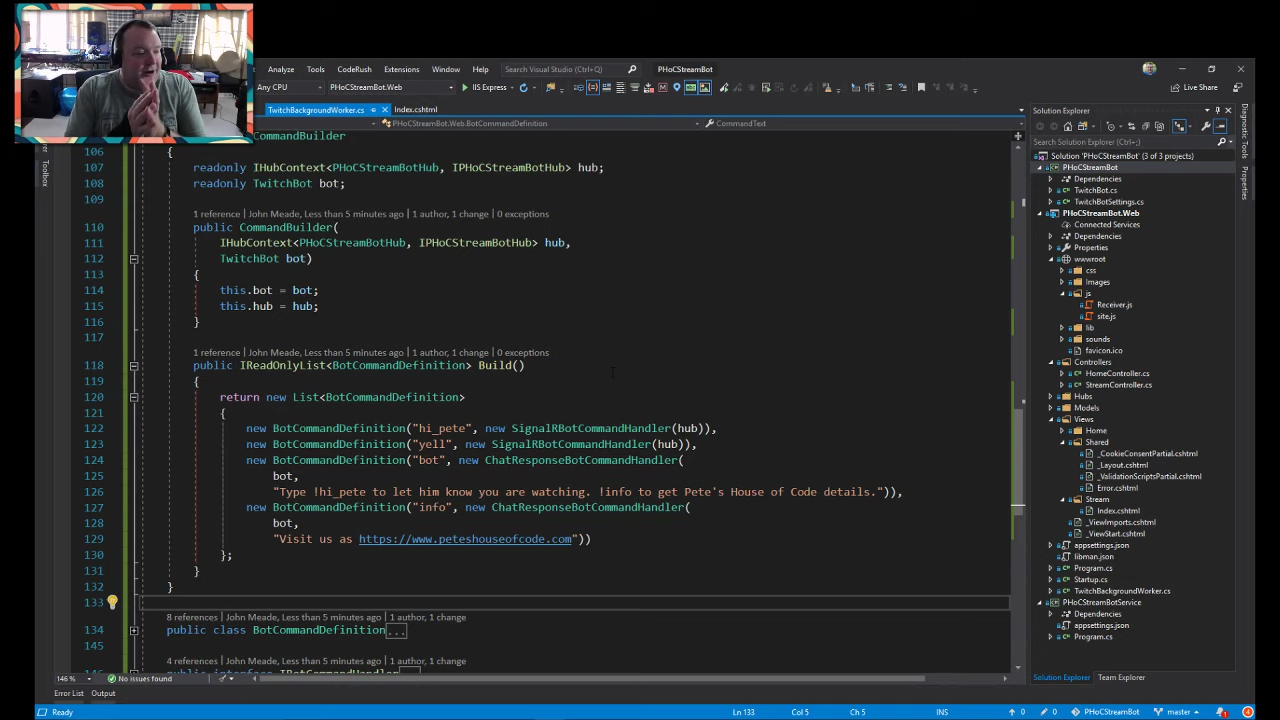 Analyze Tools CodeRush Extensions Window Help Search Visual Studio (Ctrl+Q) PHoCStreamBot
Any CPU PHoCStreamBot.Web IIS Express Live Share
TwitchBackgroundWorker.cs Index.cshtml
PHoCStreamBot.Web.BotCommandDefinition CommandText
CommandBuilder
106 {
107 readonly IHubContext<PHoCStreamBotHub, IPHoCStreamBotHub> hub;
108 readonly TwitchBot bot;
109
1 reference | John Meade, Less than 5 minutes ago | 1 author, 1 change | 0 exceptions
110 public CommandBuilder(
111 IHubContext<PHoCStreamBotHub, IPHoCStreamBotHub> hub,
112 TwitchBot bot)
113 {
114 this.bot = bot;
115 this.hub = hub;
116 }
117
1 reference | John Meade, Less than 5 minutes ago | 1 author, 1 change | 0 exceptions
118 public IReadOnlyList<BotCommandDefinition> Build()
119 {
120 return new List<BotCommandDefinition>
121 {
122 new BotCommandDefinition("hi_pete", new SignalRBotCommandHandler(hub)),
123 new BotCommandDefinition("yell", new SignalRBotCommandHandler(hub)),
124 new BotCommandDefinition("bot", new ChatResponseBotCommandHandler(
125 bot,
126 "Type !hi_pete to let him know you are watching. !info to get Pete's House of Code details.")),
127 new BotCommandDefinition("info", new ChatResponseBotCommandHandler(
128 bot,
129 "Visit us as https://www.peteshouseofcode.com"))
130 };
131 }
132 }
133
8 references | John Meade, Less than 5 minutes ago | 1 author, 1 change
134 public class BotCommandDefinition...
145
4 references | John Meade, Less than 5 minutes ago | 1 author, 1 change
146 public interface IBotCommandHandler
146 % No issues found
Error List Output
Ready Ln 133 Col 5 Ch 5 INS 0 0 PHoCStreamBot master 4
Toolbox
Solution Explorer
Search Solution Explorer (Ctrl+;)
Solution 'PHoCStreamBot' (3 of 3 projects)
PHoCStreamBot
Dependencies
TwitchBot.cs
TwitchBotSettings.cs
PHoCStreamBot.Web
Connected Services
Dependencies
Properties
wwwroot
css
Images
js
Receiver.js
site.js
lib
sounds
favicon.ico
Controllers
HomeController.cs
StreamController.cs
Hubs
Models
Views
Home
Shared
_CookieConsentPartial.cshtml
_Layout.cshtml
_ValidationScriptsPartial.cshtml
Error.cshtml
Stream
Index.cshtml
_ViewImports.cshtml
_ViewStart.cshtml
appsettings.json
libman.json
Program.cs
Startup.cs
TwitchBackgroundWorker.cs
PHoCStreamBotService
Dependencies
appsettings.json
Program.cs
Solution Explorer Team Explorer
Diagnostic Tools
Properties